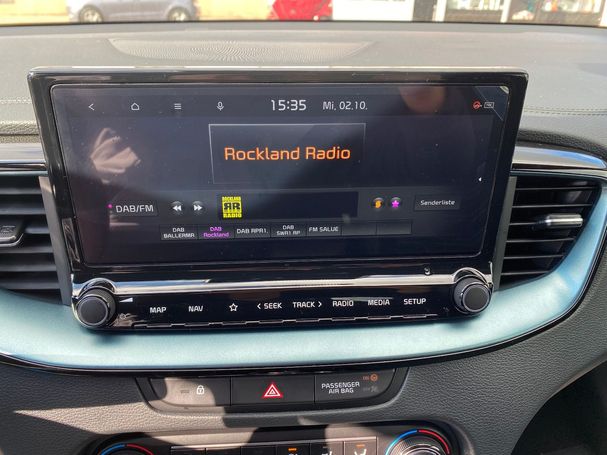 15:35 Mi, 02.10.
Rockland Radio
DAB/FM
ROCKLAND
RR
RADIO
Senderliste
DAB BALLERMR.
DAB Rockland
DAB RPR1.
DAB SWR1 RP
FM SALUE
MAP NAV < SEEK TRACK > RADIO MEDIA SETUP
PASSENGER
AIR BAG